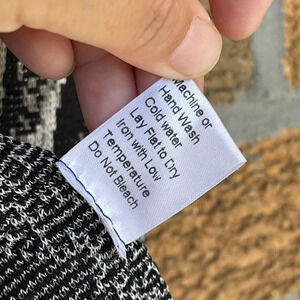 Machine or
Hand Wash
Cold water
Lay Flat to Dry
Iron with Low
Temperature
Do Not Bleach